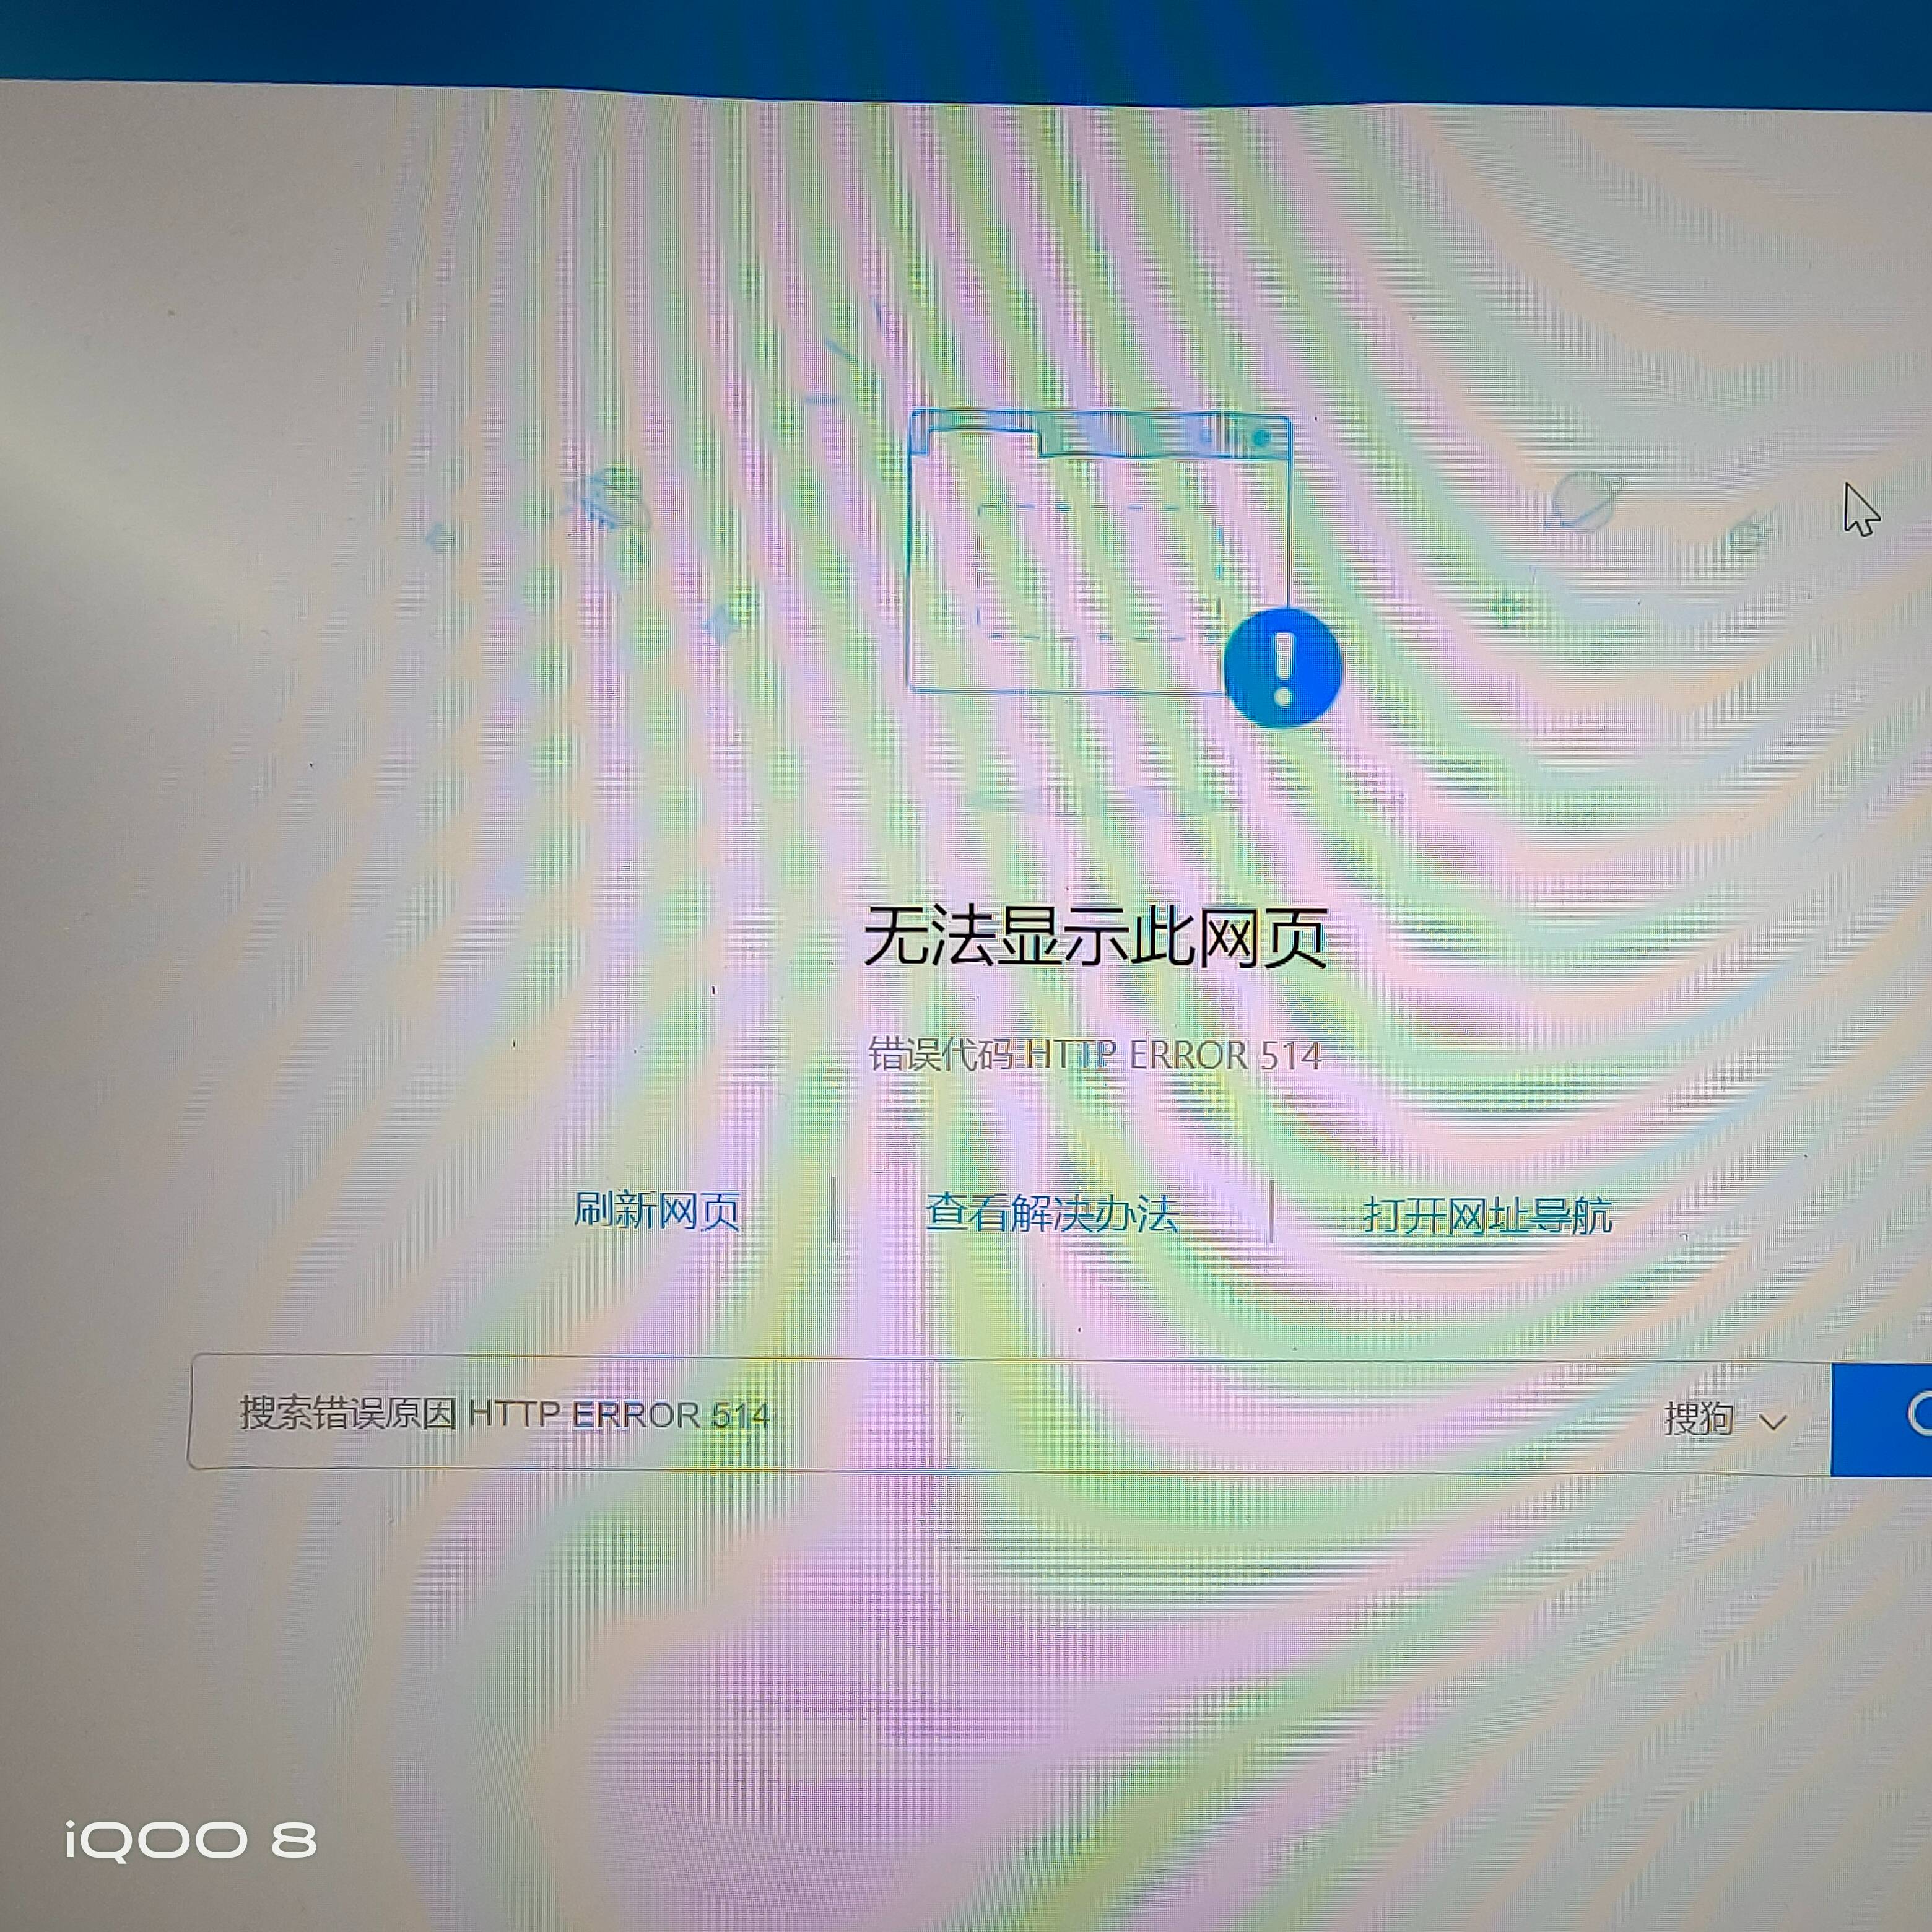 无法显示此网页
错误代码 HTTP ERROR 514
刷新网页 查看解决办法 打开网址导航
搜索错误原因 HTTP ERROR 514 搜狗
iQOO 8